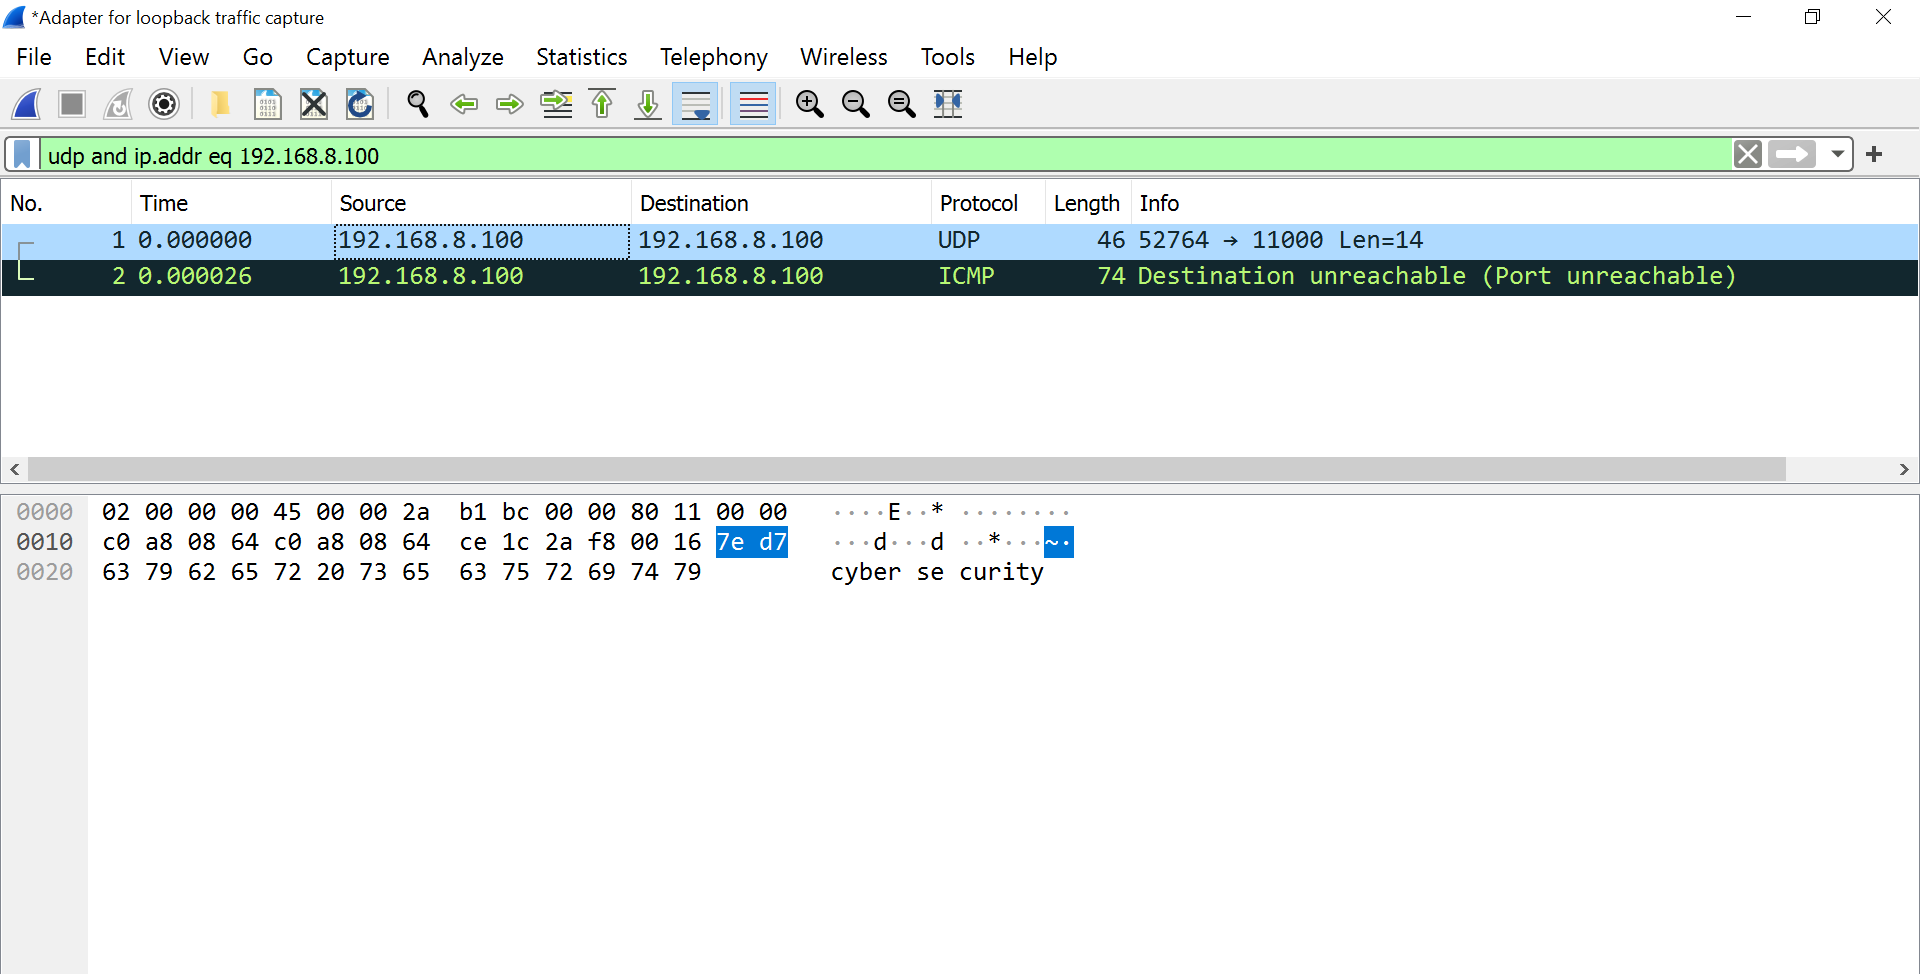 *Adapter for loopback traffic capture
File Edit View Go Capture Analyze Statistics Telephony Wireless Tools Help
udp and ip.addr eq 192.168.8.100
No. Time Source Destination Protocol Length Info
1 0.000000 192.168.8.100 192.168.8.100 UDP 46 52764 → 11000 Len=14
2 0.000026 192.168.8.100 192.168.8.100 ICMP 74 Destination unreachable (Port unreachable)
0000 02 00 00 00 45 00 00 2a b1 bc 00 00 80 11 00 00 ····E··* ········
0010 c0 a8 08 64 c0 a8 08 64 ce 1c 2a f8 00 16 7e d7 ···d···d ··*···~·
0020 63 79 62 65 72 20 73 65 63 75 72 69 74 79 cyber se curity